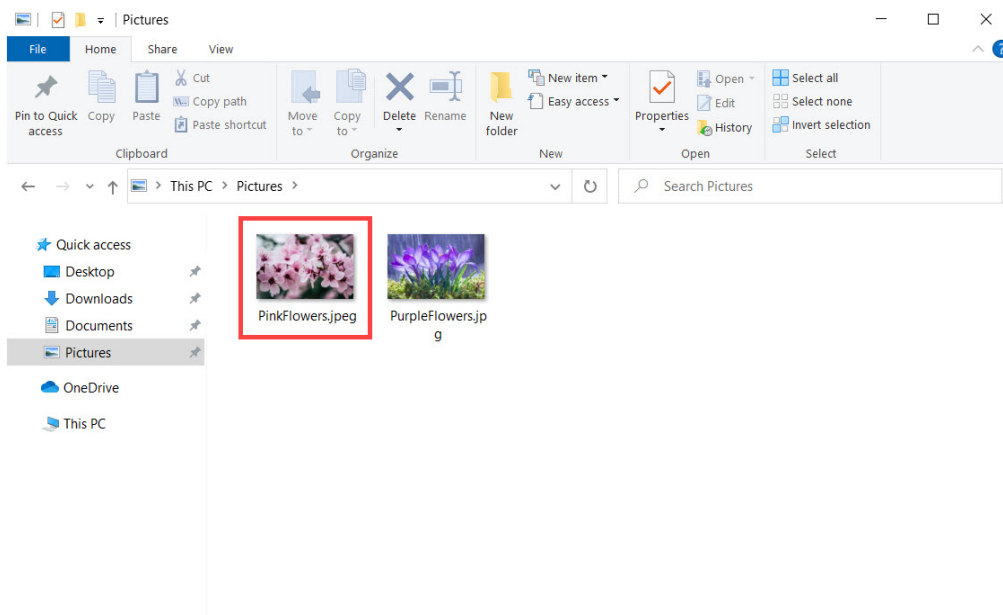 Pictures
File Home Share View
Pin to Quick access
Copy
Paste
Cut
Copy path
Paste shortcut
Clipboard
Move to
Copy to
Delete
Rename
Organize
New folder
New item
Easy access
New
Properties
Open
Edit
History
Open
Select all
Select none
Invert selection
Select
This PC > Pictures >
Search Pictures
Quick access
Desktop
Downloads
Documents
Pictures
OneDrive
This PC
PinkFlowers.jpeg
PurpleFlowers.jp
g